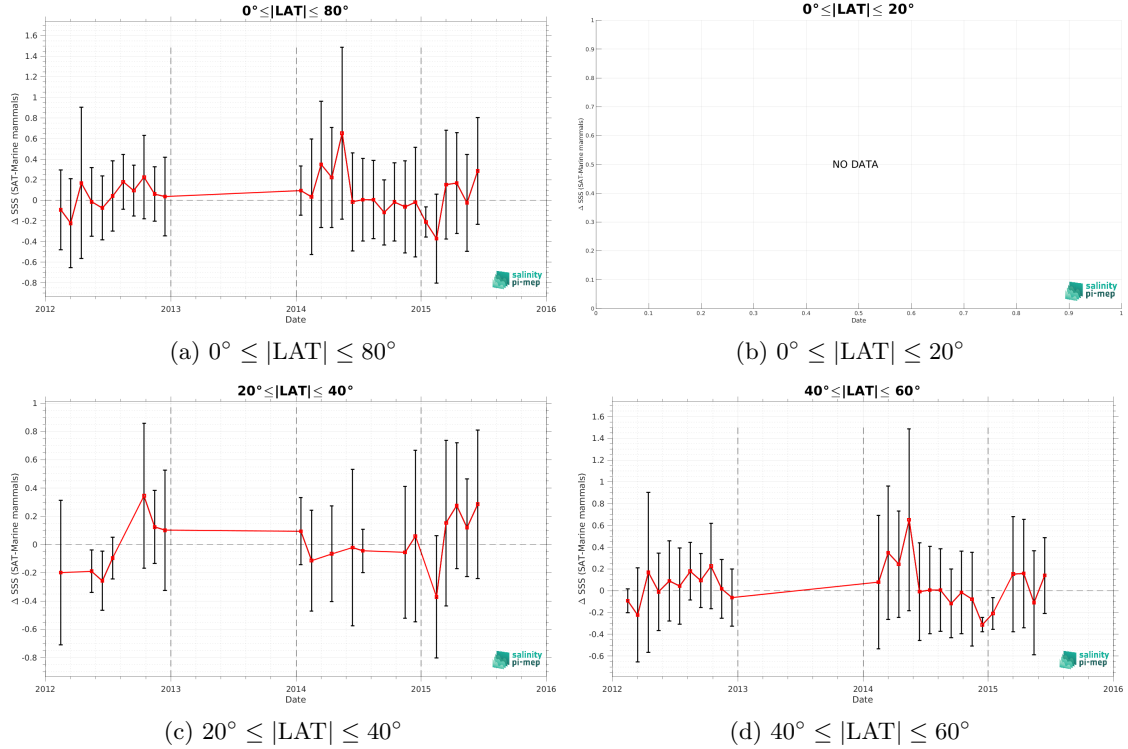 0°≤|LAT|≤ 80°
1.6
1.4
1.2
1
0.8
0.6
0.4
0.2
0
-0.2
-0.4
-0.6
-0.8
Δ SSS (SAT-Marine mammals)
salinity
pi-mep
2012 2013 2014 2015 2016
Date
(a) 0° ≤ |LAT| ≤ 80°
0°≤|LAT|≤ 20°
1
0.9
0.8
0.7
0.6
0.5
0.4
0.3
0.2
0.1
0
Δ SSS (SAT-Marine mammals)
NO DATA
salinity
pi-mep
0 0.1 0.2 0.3 0.4 0.5 0.6 0.7 0.8 0.9 1
Date
(b) 0° ≤ |LAT| ≤ 20°
20°≤|LAT|≤ 40°
1
0.8
0.6
0.4
0.2
0
-0.2
-0.4
-0.6
-0.8
Δ SSS (SAT-Marine mammals)
salinity
pi-mep
2012 2013 2014 2015 2016
Date
(c) 20° ≤ |LAT| ≤ 40°
40°≤|LAT|≤ 60°
1.6
1.4
1.2
1
0.8
0.6
0.4
0.2
0
-0.2
-0.4
-0.6
Δ SSS (SAT-Marine mammals)
salinity
pi-mep
2012 2013 2014 2015 2016
Date
(d) 40° ≤ |LAT| ≤ 60°